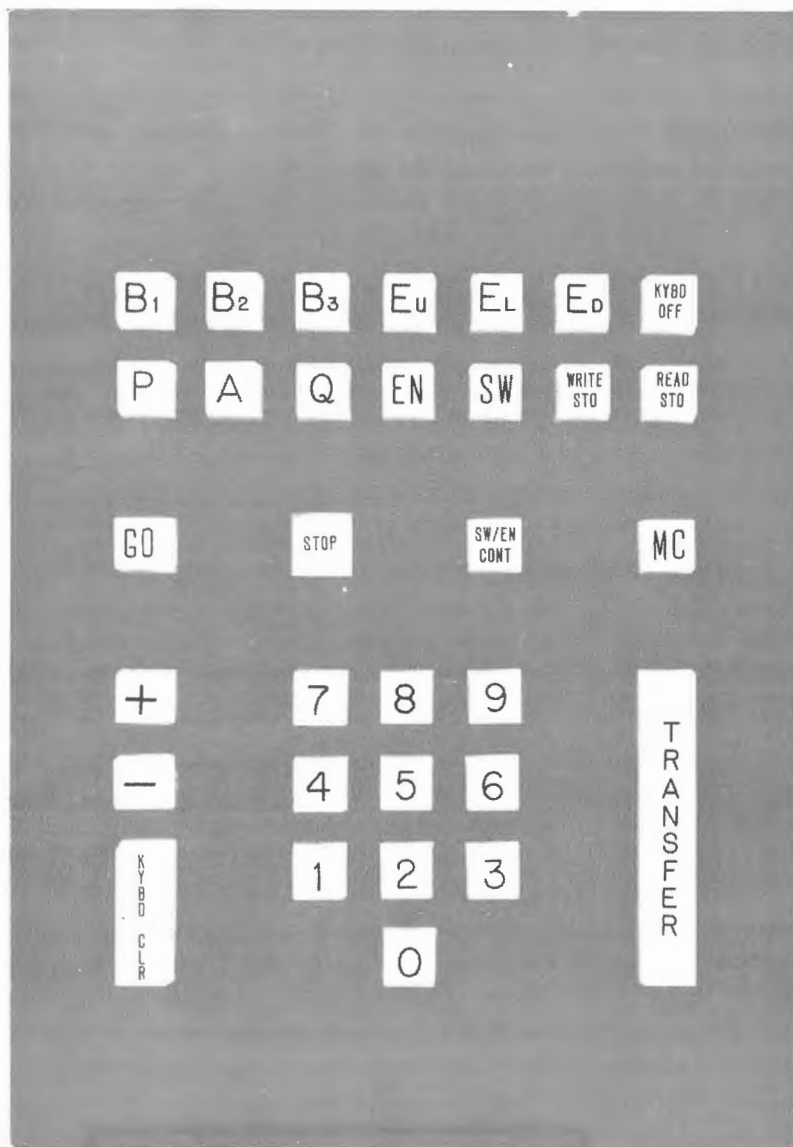 B1 B2 B3 EU EL ED KYBD OFF
P A Q EN SW WRITE STO READ STO
GO STOP SW/EN CONT MC
+ 7 8 9 TRANSFER
- 4 5 6
KYBD CLR 1 2 3
0